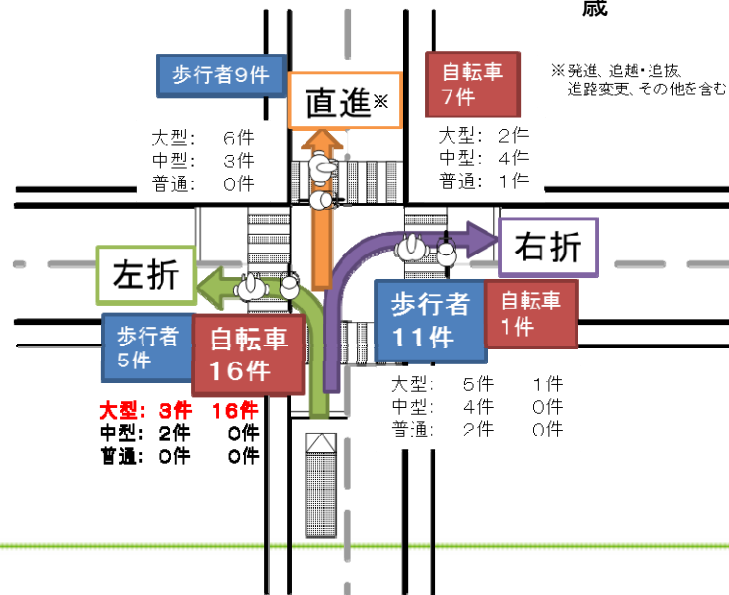 歳
歩行者9件
直進※
自転車
7件
※発進、追越・追抜、
進路変更、その他を含む
大型: 6件
中型: 3件
普通: 0件
大型: 2件
中型: 4件
普通: 1件
左折
右折
歩行者
5件
自転車
16件
歩行者
11件
自転車
1件
大型: 3件 16件
中型: 2件 0件
普通: 0件 0件
大型: 5件 1件
中型: 4件 0件
普通: 2件 0件